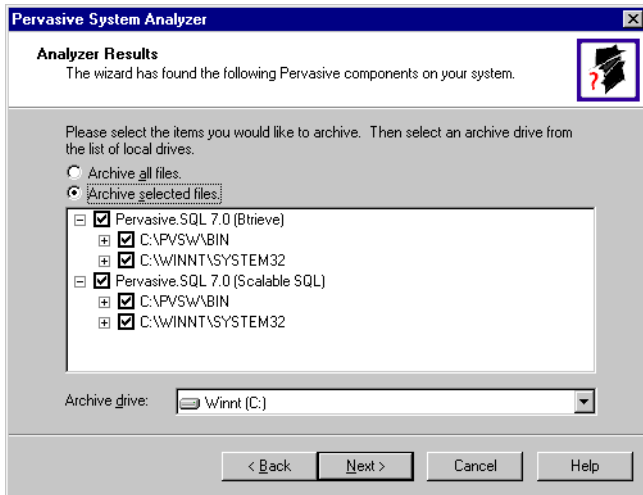 Pervasive System Analyzer
Analyzer Results
The wizard has found the following Pervasive components on your system.
?
Please select the items you would like to archive.  Then select an archive drive from
the list of local drives.
Archive all files.
Archive selected files.
Pervasive.SQL 7.0 (Btrieve)
C:\PVSW\BIN
C:\WINNT\SYSTEM32
Pervasive.SQL 7.0 (Scalable SQL)
C:\PVSW\BIN
C:\WINNT\SYSTEM32
Archive drive: Winnt (C:)
< Back Next > Cancel Help